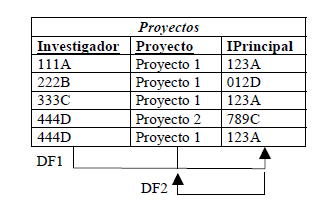 Proyectos
Investigador Proyecto IPrincipal
111A Proyecto 1 123A
222B Proyecto 1 012D
333C Proyecto 1 123A
444D Proyecto 2 789C
444D Proyecto 1 123A
DF1
DF2